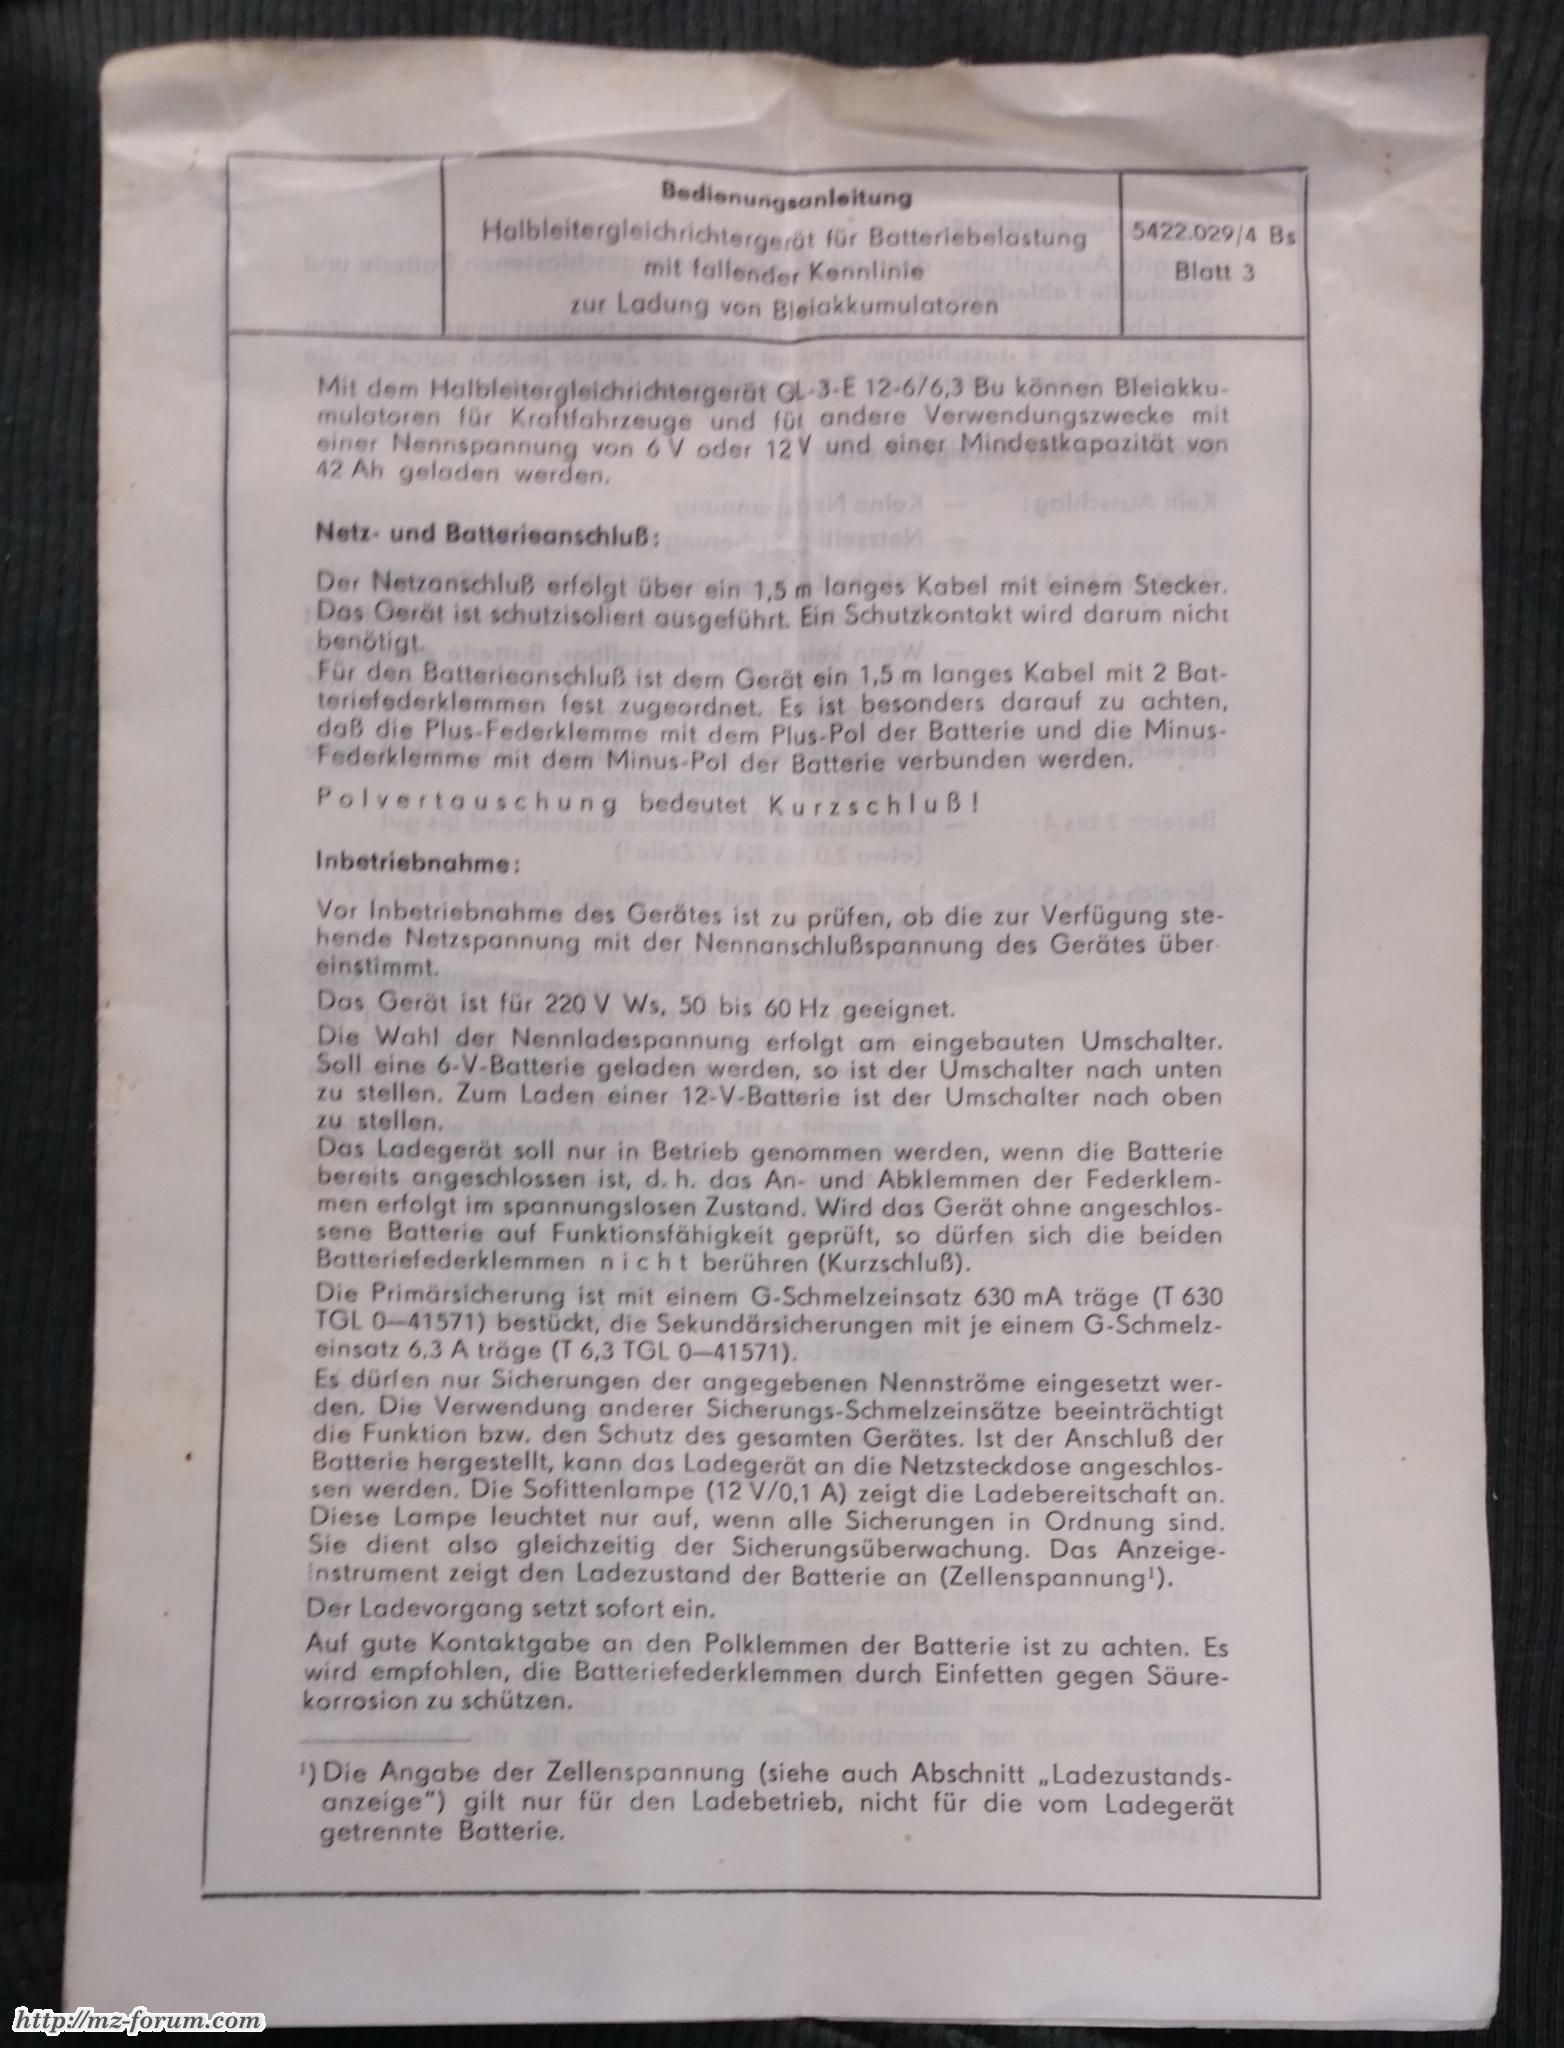 Bedienungsanleitung
Halbleitergleichrichtergerät für Batteriebelastung
mit fallender Kennlinie
zur Ladung von Bleiakkumulatoren
5422.029/4 Bs
Blatt 3
Mit dem Halbleitergleichrichtergerät GL-3-E 12-6/6,3 Bu können Bleiakku-
mulatoren für Kraftfahrzeuge und für andere Verwendungszwecke mit
einer Nennspannung von 6 V oder 12 V und einer Mindestkapazität von
42 Ah geladen werden.
Netz- und Batterieanschluß:
Der Netzanschluß erfolgt über ein 1,5 m langes Kabel mit einem Stecker.
Das Gerät ist schutzisoliert ausgeführt. Ein Schutzkontakt wird darum nicht
benötigt.
Für den Batterieanschluß ist dem Gerät ein 1,5 m langes Kabel mit 2 Bat-
teriefederklemmen fest zugeordnet. Es ist besonders darauf zu achten,
daß die Plus-Federklemme mit dem Plus-Pol der Batterie und die Minus-
Federklemme mit dem Minus-Pol der Batterie verbunden werden.
Polvertauschung bedeutet Kurzschluß!
Inbetriebnahme:
Vor Inbetriebnahme des Gerätes ist zu prüfen, ob die zur Verfügung ste-
hende Netzspannung mit der Nennanschlußspannung des Gerätes über-
einstimmt.
Das Gerät ist für 220 V Ws, 50 bis 60 Hz geeignet.
Die Wahl der Nennladespannung erfolgt am eingebauten Umschalter.
Soll eine 6-V-Batterie geladen werden, so ist der Umschalter nach unten
zu stellen. Zum Laden einer 12-V-Batterie ist der Umschalter nach oben
zu stellen.
Das Ladegerät soll nur in Betrieb genommen werden, wenn die Batterie
bereits angeschlossen ist, d. h. das An- und Abklemmen der Federklem-
men erfolgt im spannungslosen Zustand. Wird das Gerät ohne angeschlos-
sene Batterie auf Funktionsfähigkeit geprüft, so dürfen sich die beiden
Batteriefederklemmen nicht berühren (Kurzschluß).
Die Primärsicherung ist mit einem G-Schmelzeinsatz 630 mA träge (T 630
TGL 0—41571) bestückt, die Sekundärsicherungen mit je einem G-Schmelz-
einsatz 6,3 A träge (T 6,3 TGL 0—41571).
Es dürfen nur Sicherungen der angegebenen Nennströme eingesetzt wer-
den. Die Verwendung anderer Sicherungs-Schmelzeinsätze beeinträchtigt
die Funktion bzw. den Schutz des gesamten Gerätes. Ist der Anschluß der
Batterie hergestellt, kann das Ladegerät an die Netzsteckdose angeschlos-
sen werden. Die Sofittenlampe (12 V/0,1 A) zeigt die Ladebereitschaft an.
Diese Lampe leuchtet nur auf, wenn alle Sicherungen in Ordnung sind.
Sie dient also gleichzeitig der Sicherungsüberwachung. Das Anzeige-
instrument zeigt den Ladezustand der Batterie an (Zellenspannung¹).
Der Ladevorgang setzt sofort ein.
Auf gute Kontaktgabe an den Polklemmen der Batterie ist zu achten. Es
wird empfohlen, die Batteriefederklemmen durch Einfetten gegen Säure-
korrosion zu schützen.
¹) Die Angabe der Zellenspannung (siehe auch Abschnitt „Ladezustands-
anzeige") gilt nur für den Ladebetrieb, nicht für die vom Ladegerät
getrennte Batterie.
http://mz-forum.com